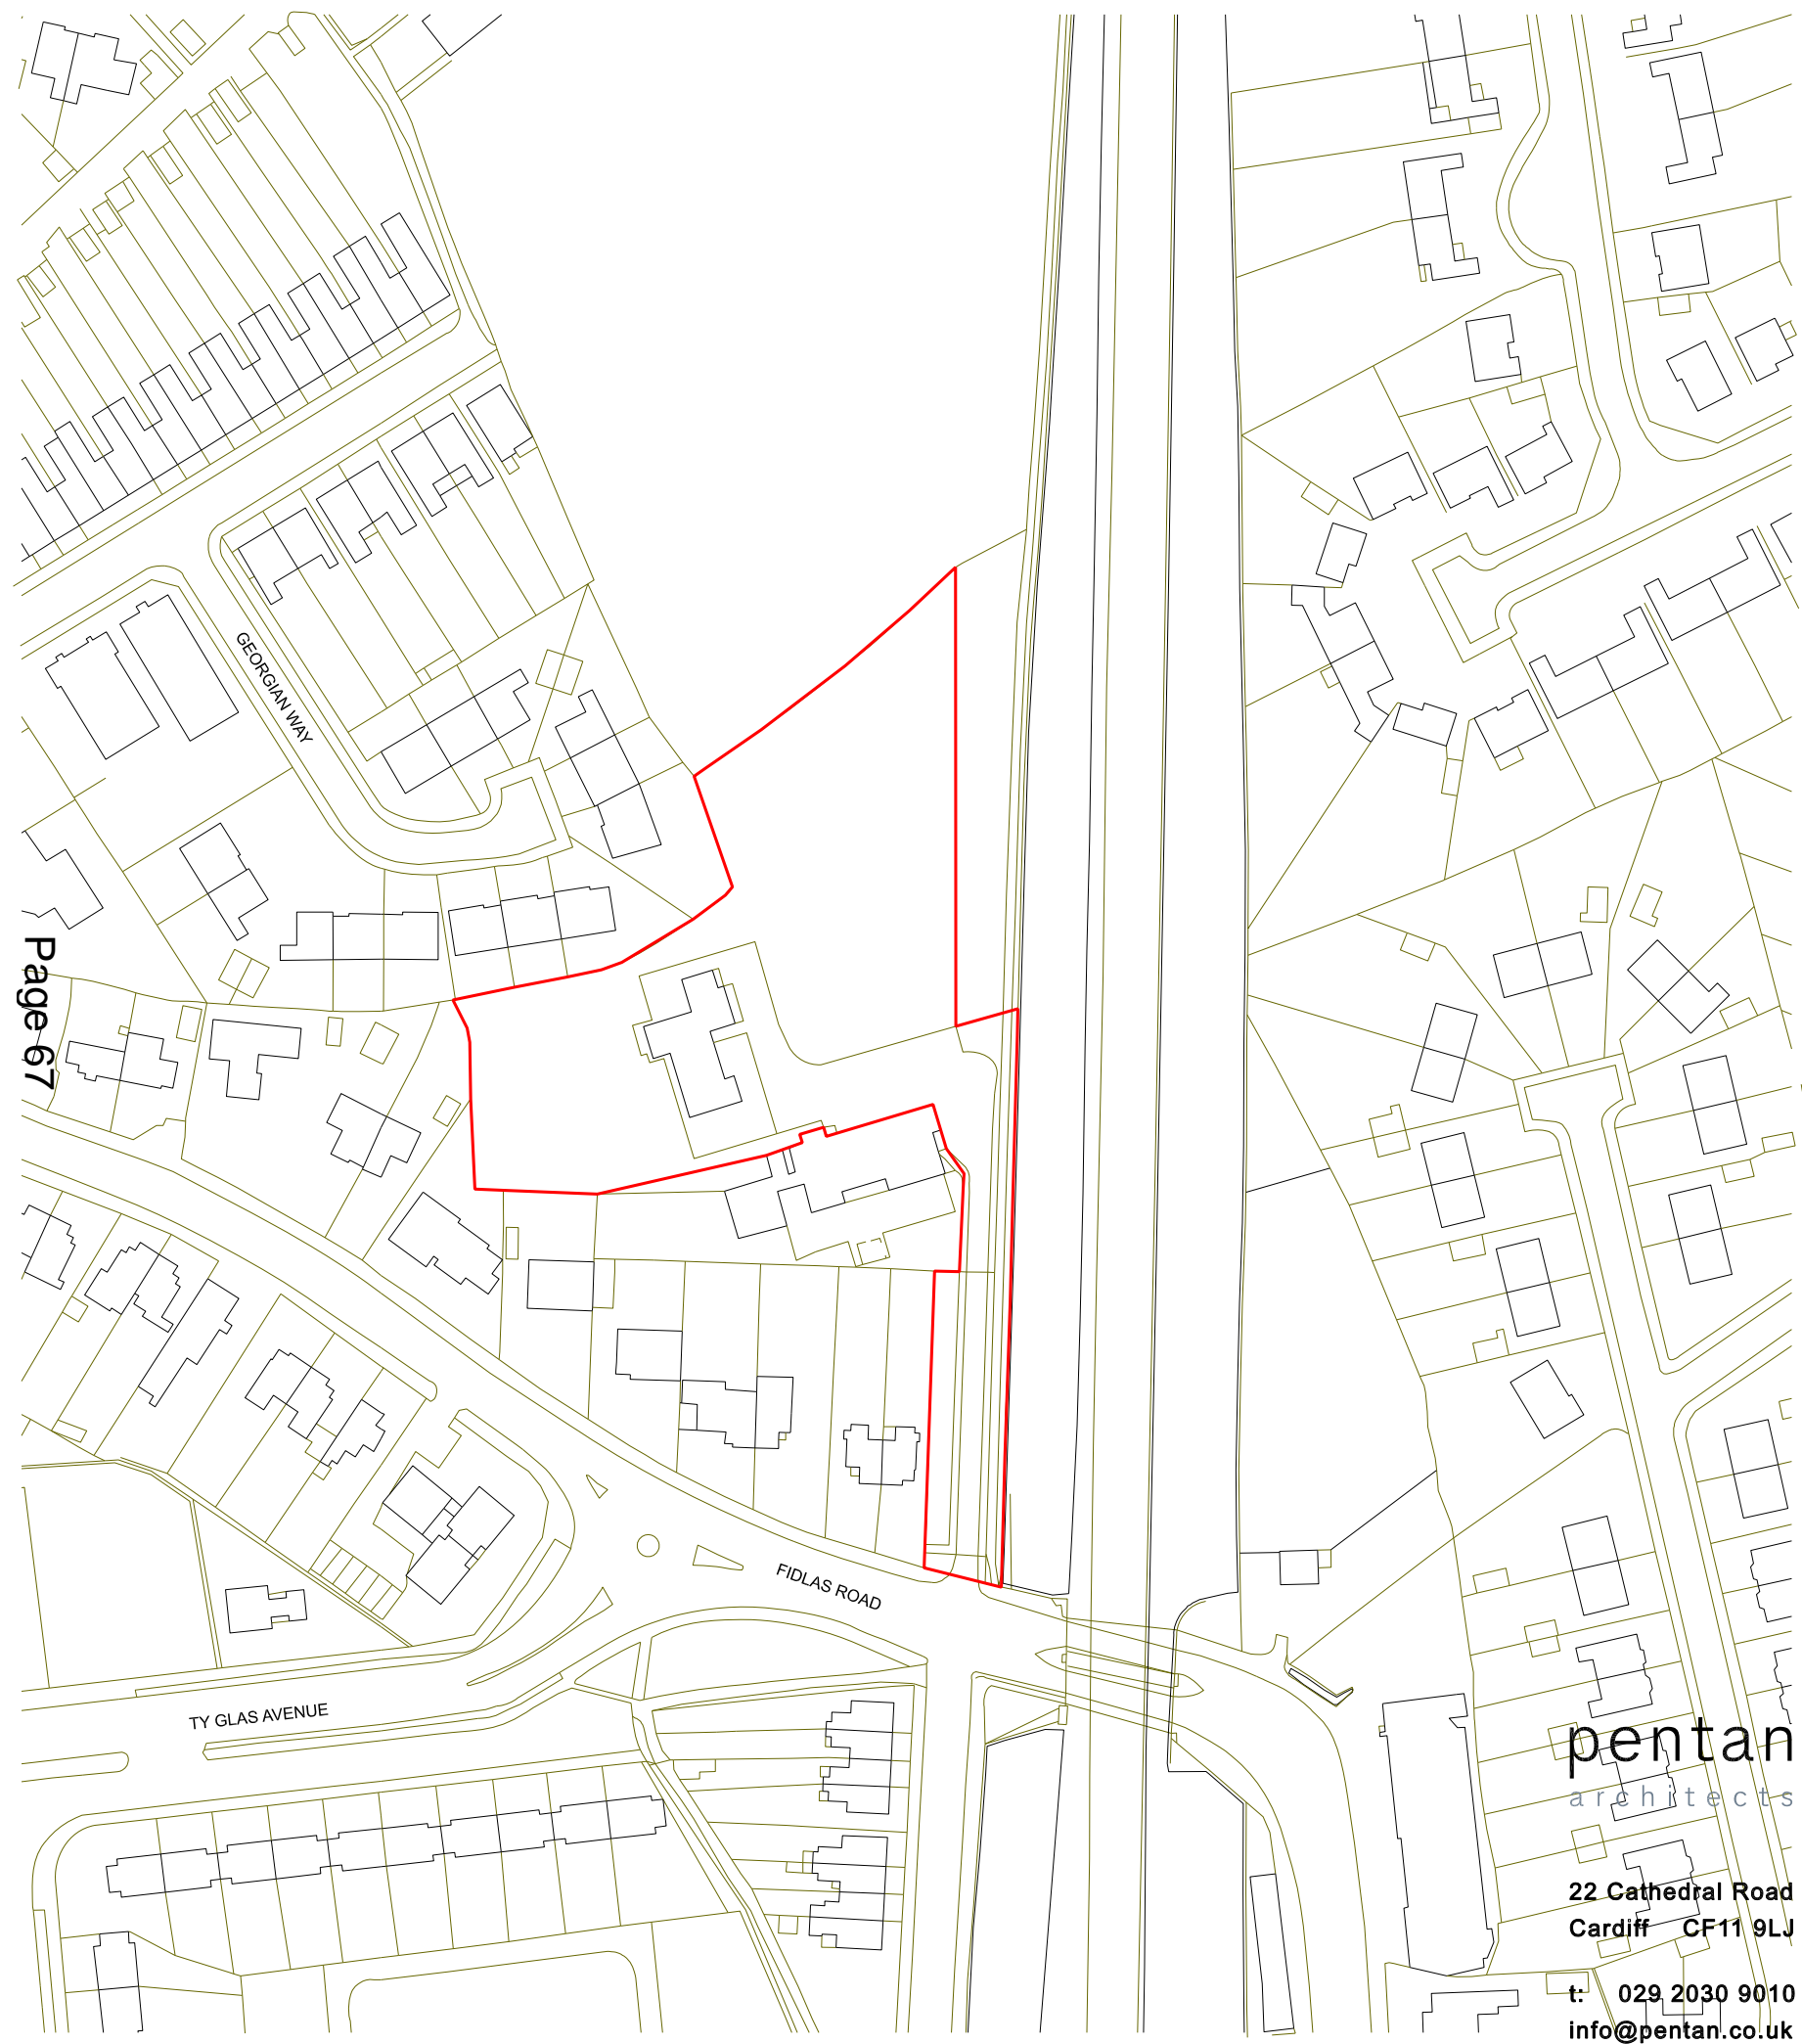 GEORGIAN WAY
Page 67
FIDLAS ROAD
TY GLAS AVENUE
pentan
architects
22 Cathedral Road
Cardiff CF11 9LJ
t: 029 2030 9010
info@pentan.co.uk